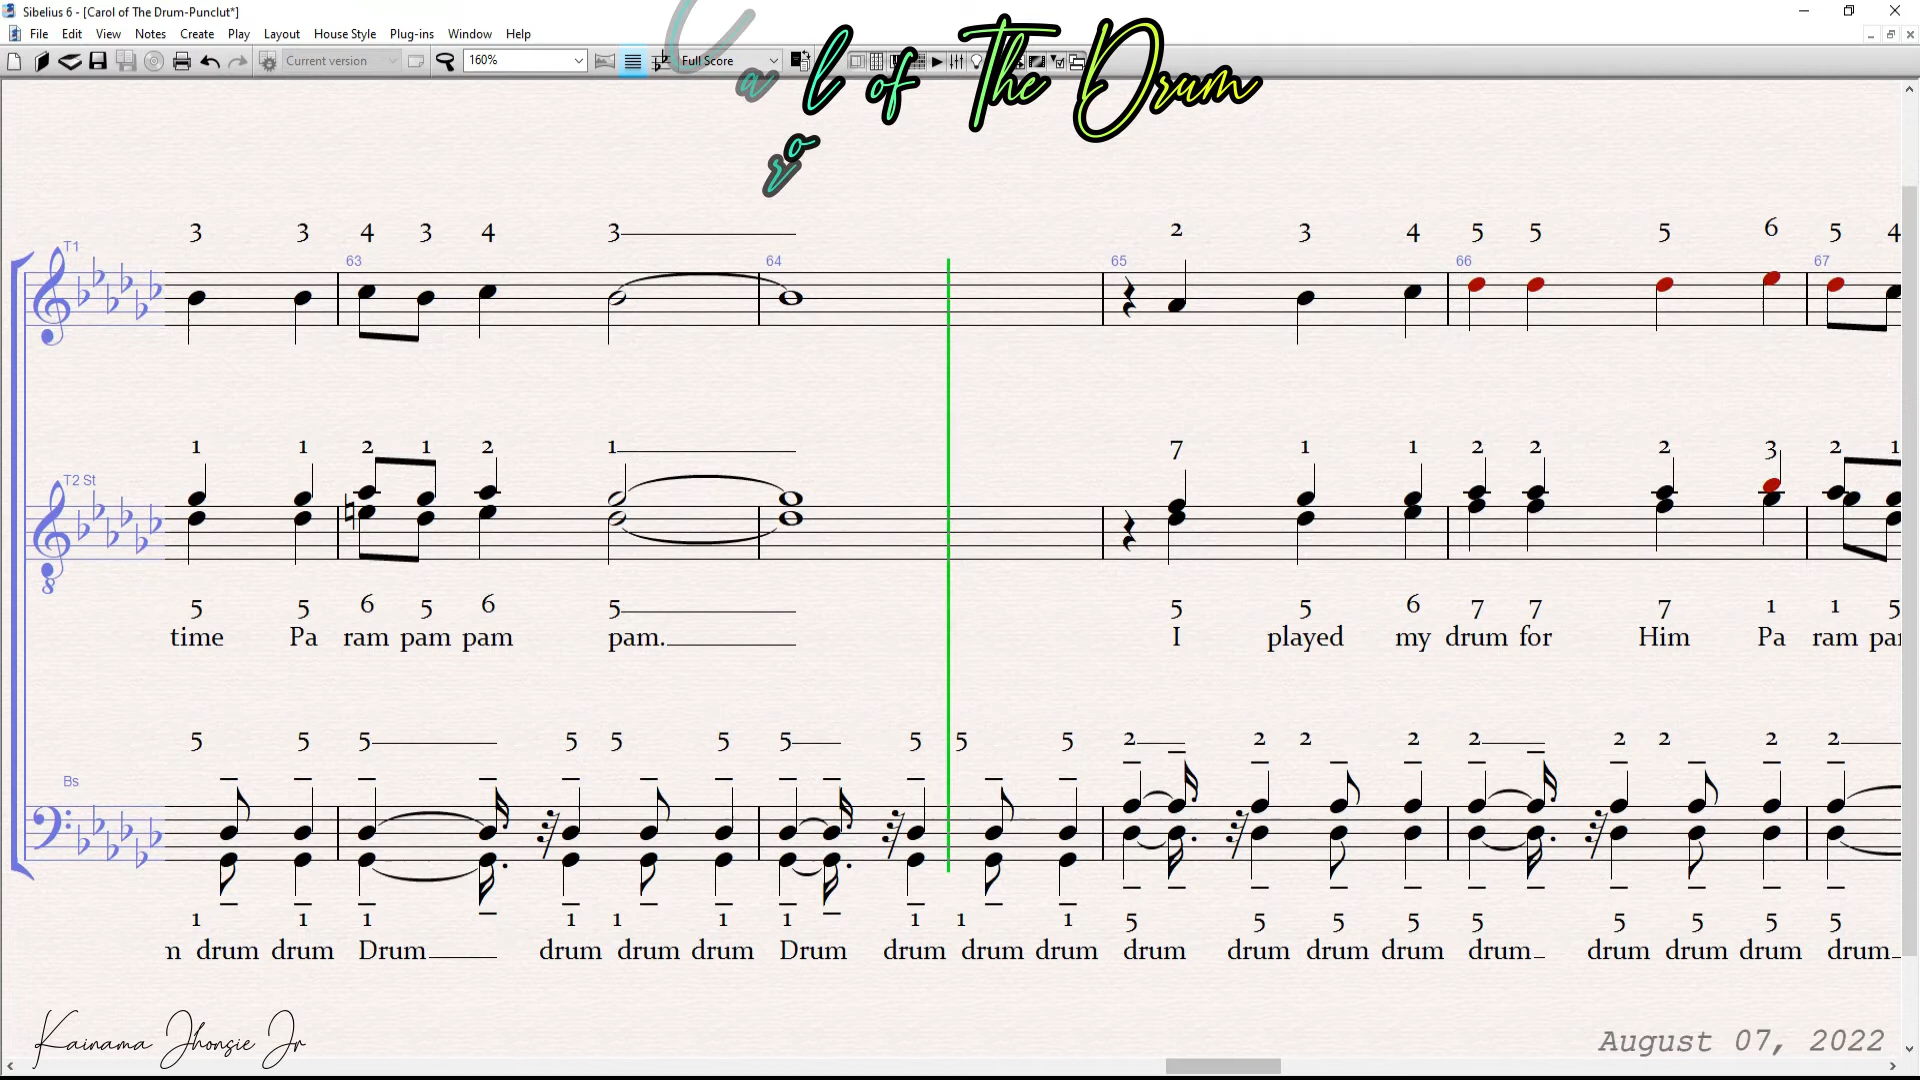 Sibelius 6 - [Carol of The Drum-Punclut*]
File Edit View Notes Create Play Layout House Style Plug-ins Window Help
Current version 160% Full Score
Carol of The Drum
3 3 4 3 4 3 2 3 4 5 5 5 6 5 4
T1 63 64 65 66 67
1 1 2 1 2 1 7 1 1 2 2 2 3 2 1
T2 St
8
5 5 6 5 6 5 5 5 6 7 7 7 1 1 5
time Pa ram pam pam pam. I played my drum for Him Pa ram
5 5 5 5 5 5 5 5 5 5 2 2 2 2 2 2 2 2 2
Bs
1 1 1 1 1 1 1 1 1 1 5 5 5 5 5 5 5 5 5
drum drum Drum drum drum drum Drum drum drum drum drum drum drum drum drum drum drum drum drum
Kainama Jhonsie Jr
August 07, 2022